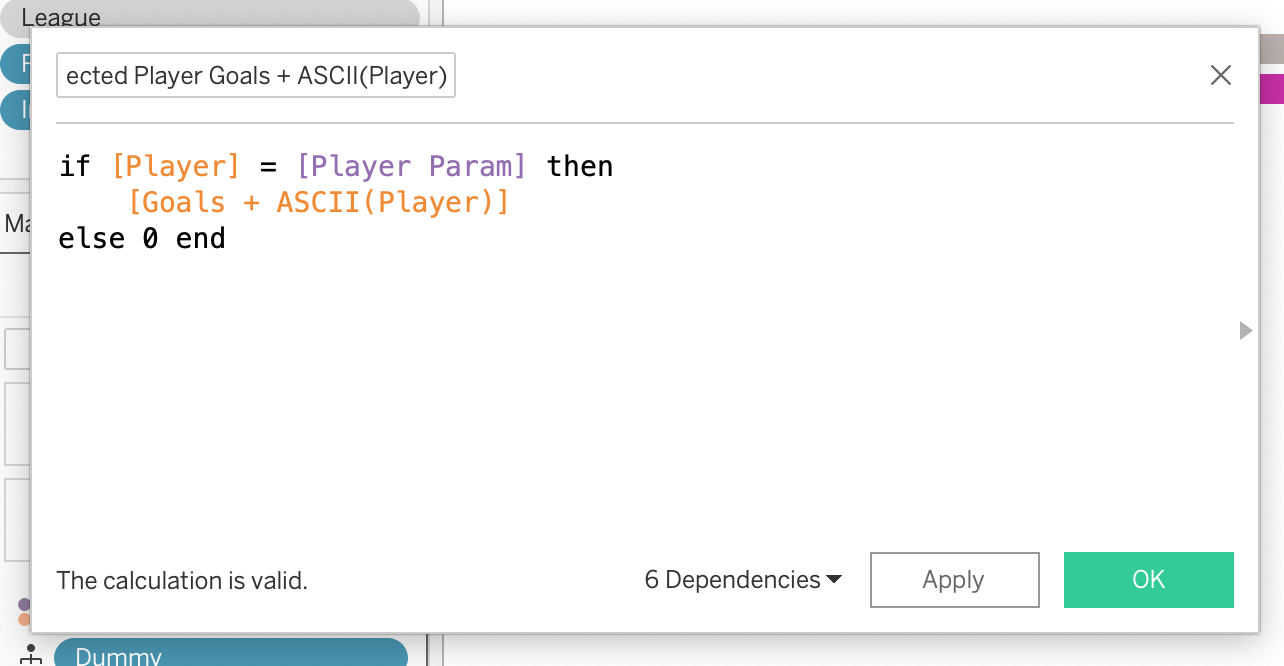 League
ected Player Goals + ASCII(Player)
if [Player] = [Player Param] then
[Goals + ASCII(Player)]
else 0 end
The calculation is valid.
6 Dependencies
Apply
OK
Dummy